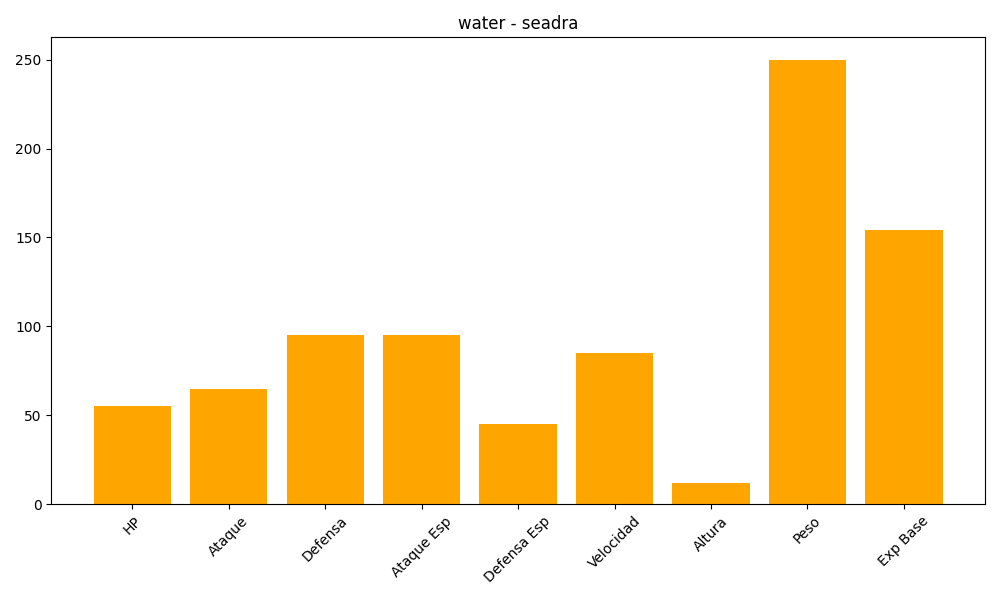 water - seadra
250
200
150
100
50
0
HP
Ataque
Defensa
Ataque Esp
Defensa Esp
Velocidad
Altura
Peso
Exp Base